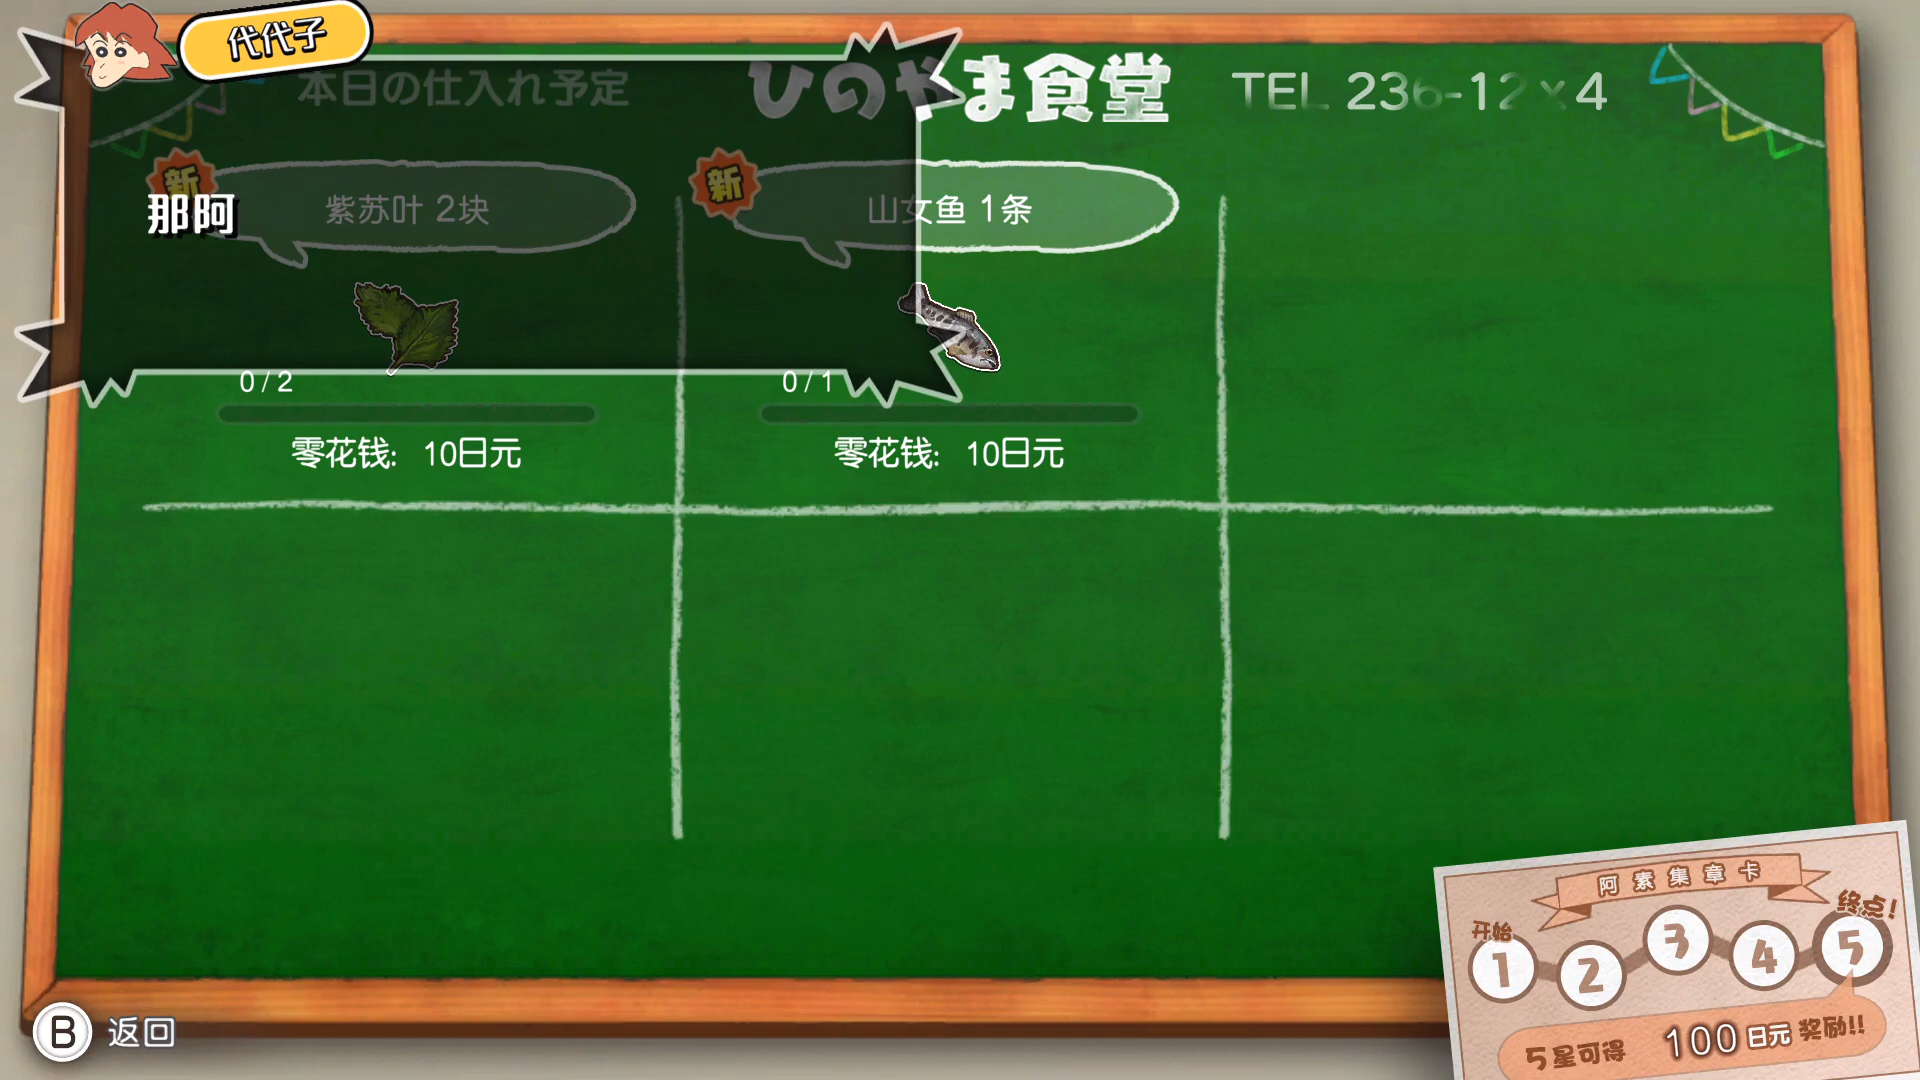 代代子
本日の仕入れ予定
ひのやま食堂
TEL 236-12×4
新
紫苏叶 2块
新
山女鱼 1条
那阿
0/2
0/1
零花钱: 10日元
零花钱: 10日元
阿素集章卡
开始
终点!
1
2
3
4
5
5星可得 100日元 奖励!!
B 返回